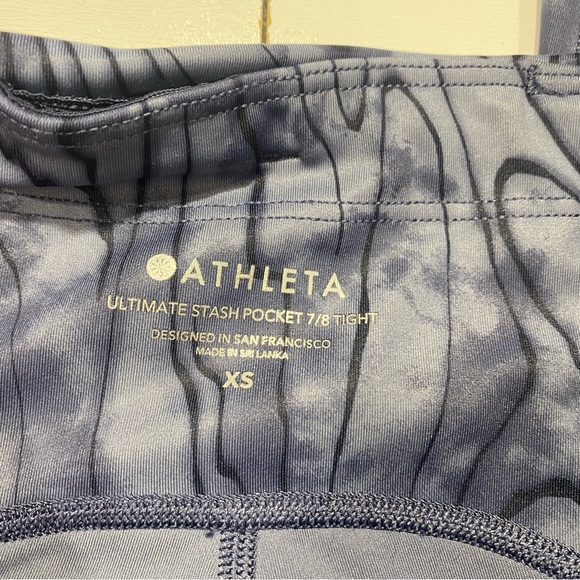 ATHLETA
ULTIMATE STASH POCKET 7/8 TIGHT
DESIGNED IN SAN FRANCISCO
MADE IN SRI LANKA
XS